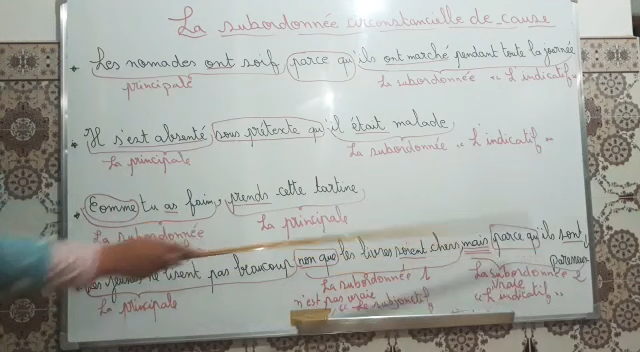 La subordonnée circonstancielle de cause
• Les nomades ont soif, parce qu'ils ont marché pendant toute la journée
principale La subordonnée "L'indicatif"
• Il s'est absenté sous prétexte qu'il était malade.
La principale La subordonnée "L'indicatif"
• Comme tu as faim, prends cette tartine.
La subordonnée La principale
Les jeunes ne lisent pas beaucoup non que les livres soient chers mais parce qu'ils sont
paresseux
La principale La subordonnée 1 La subordonnée 2
n'est pas vraie "Le subjonctif" vraie
"L'indicatif"